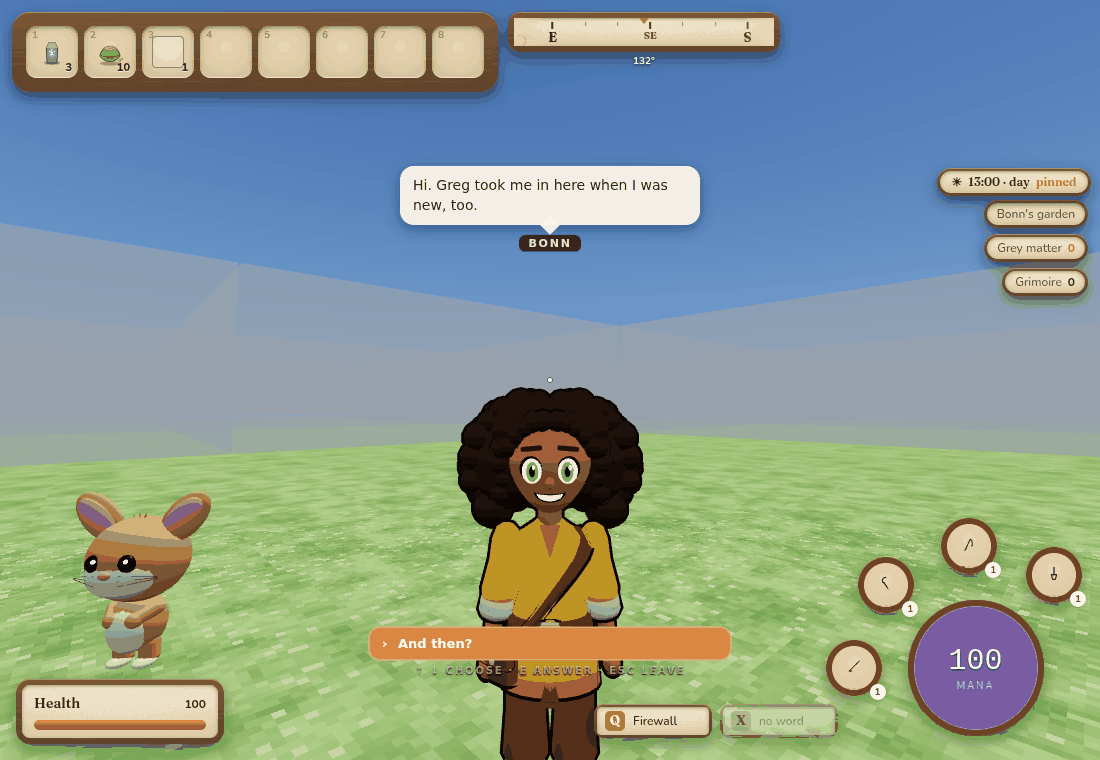 1 2 3 4 5 6 7 8
3 10 1
E SE S
132°
Hi. Greg took me in here when I was
new, too.
BONN
☀ 13:00 · day pinned
Bonn's garden
Grey matter 0
Grimoire 0
› And then?
↑ ↓ CHOOSE · E ANSWER · ESC LEAVE
1
1
1
1
100
MANA
Health 100
Q Firewall
X no word